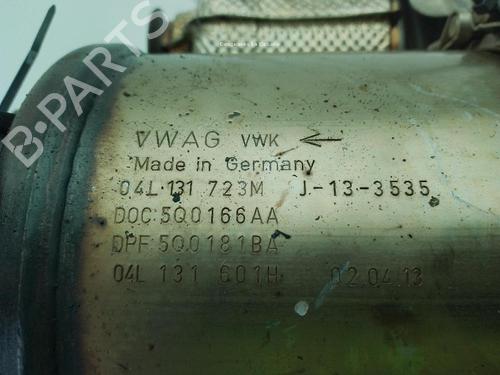 B-PARTS
VWAG VWK ←
Made in Germany
04L·131 723M J-13-3535
DOC:5Q0166AA
DPF:5Q0181BA
04L 131 601H 02.04.13